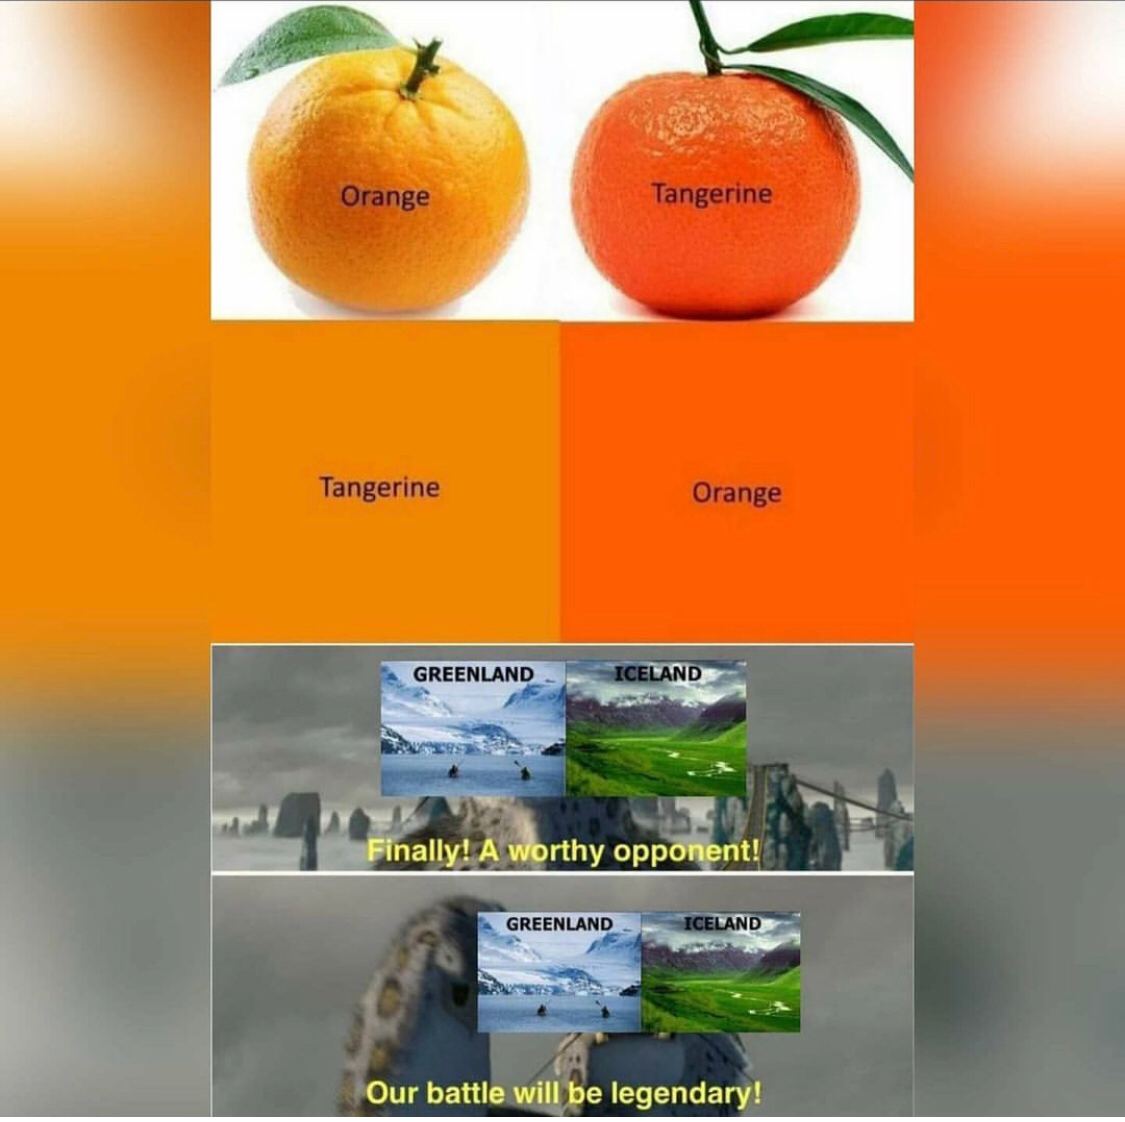 Orange
Tangerine
Tangerine
Orange
GREENLAND
ICELAND
Finally! A worthy opponent!
GREENLAND
ICELAND
Our battle will be legendary!